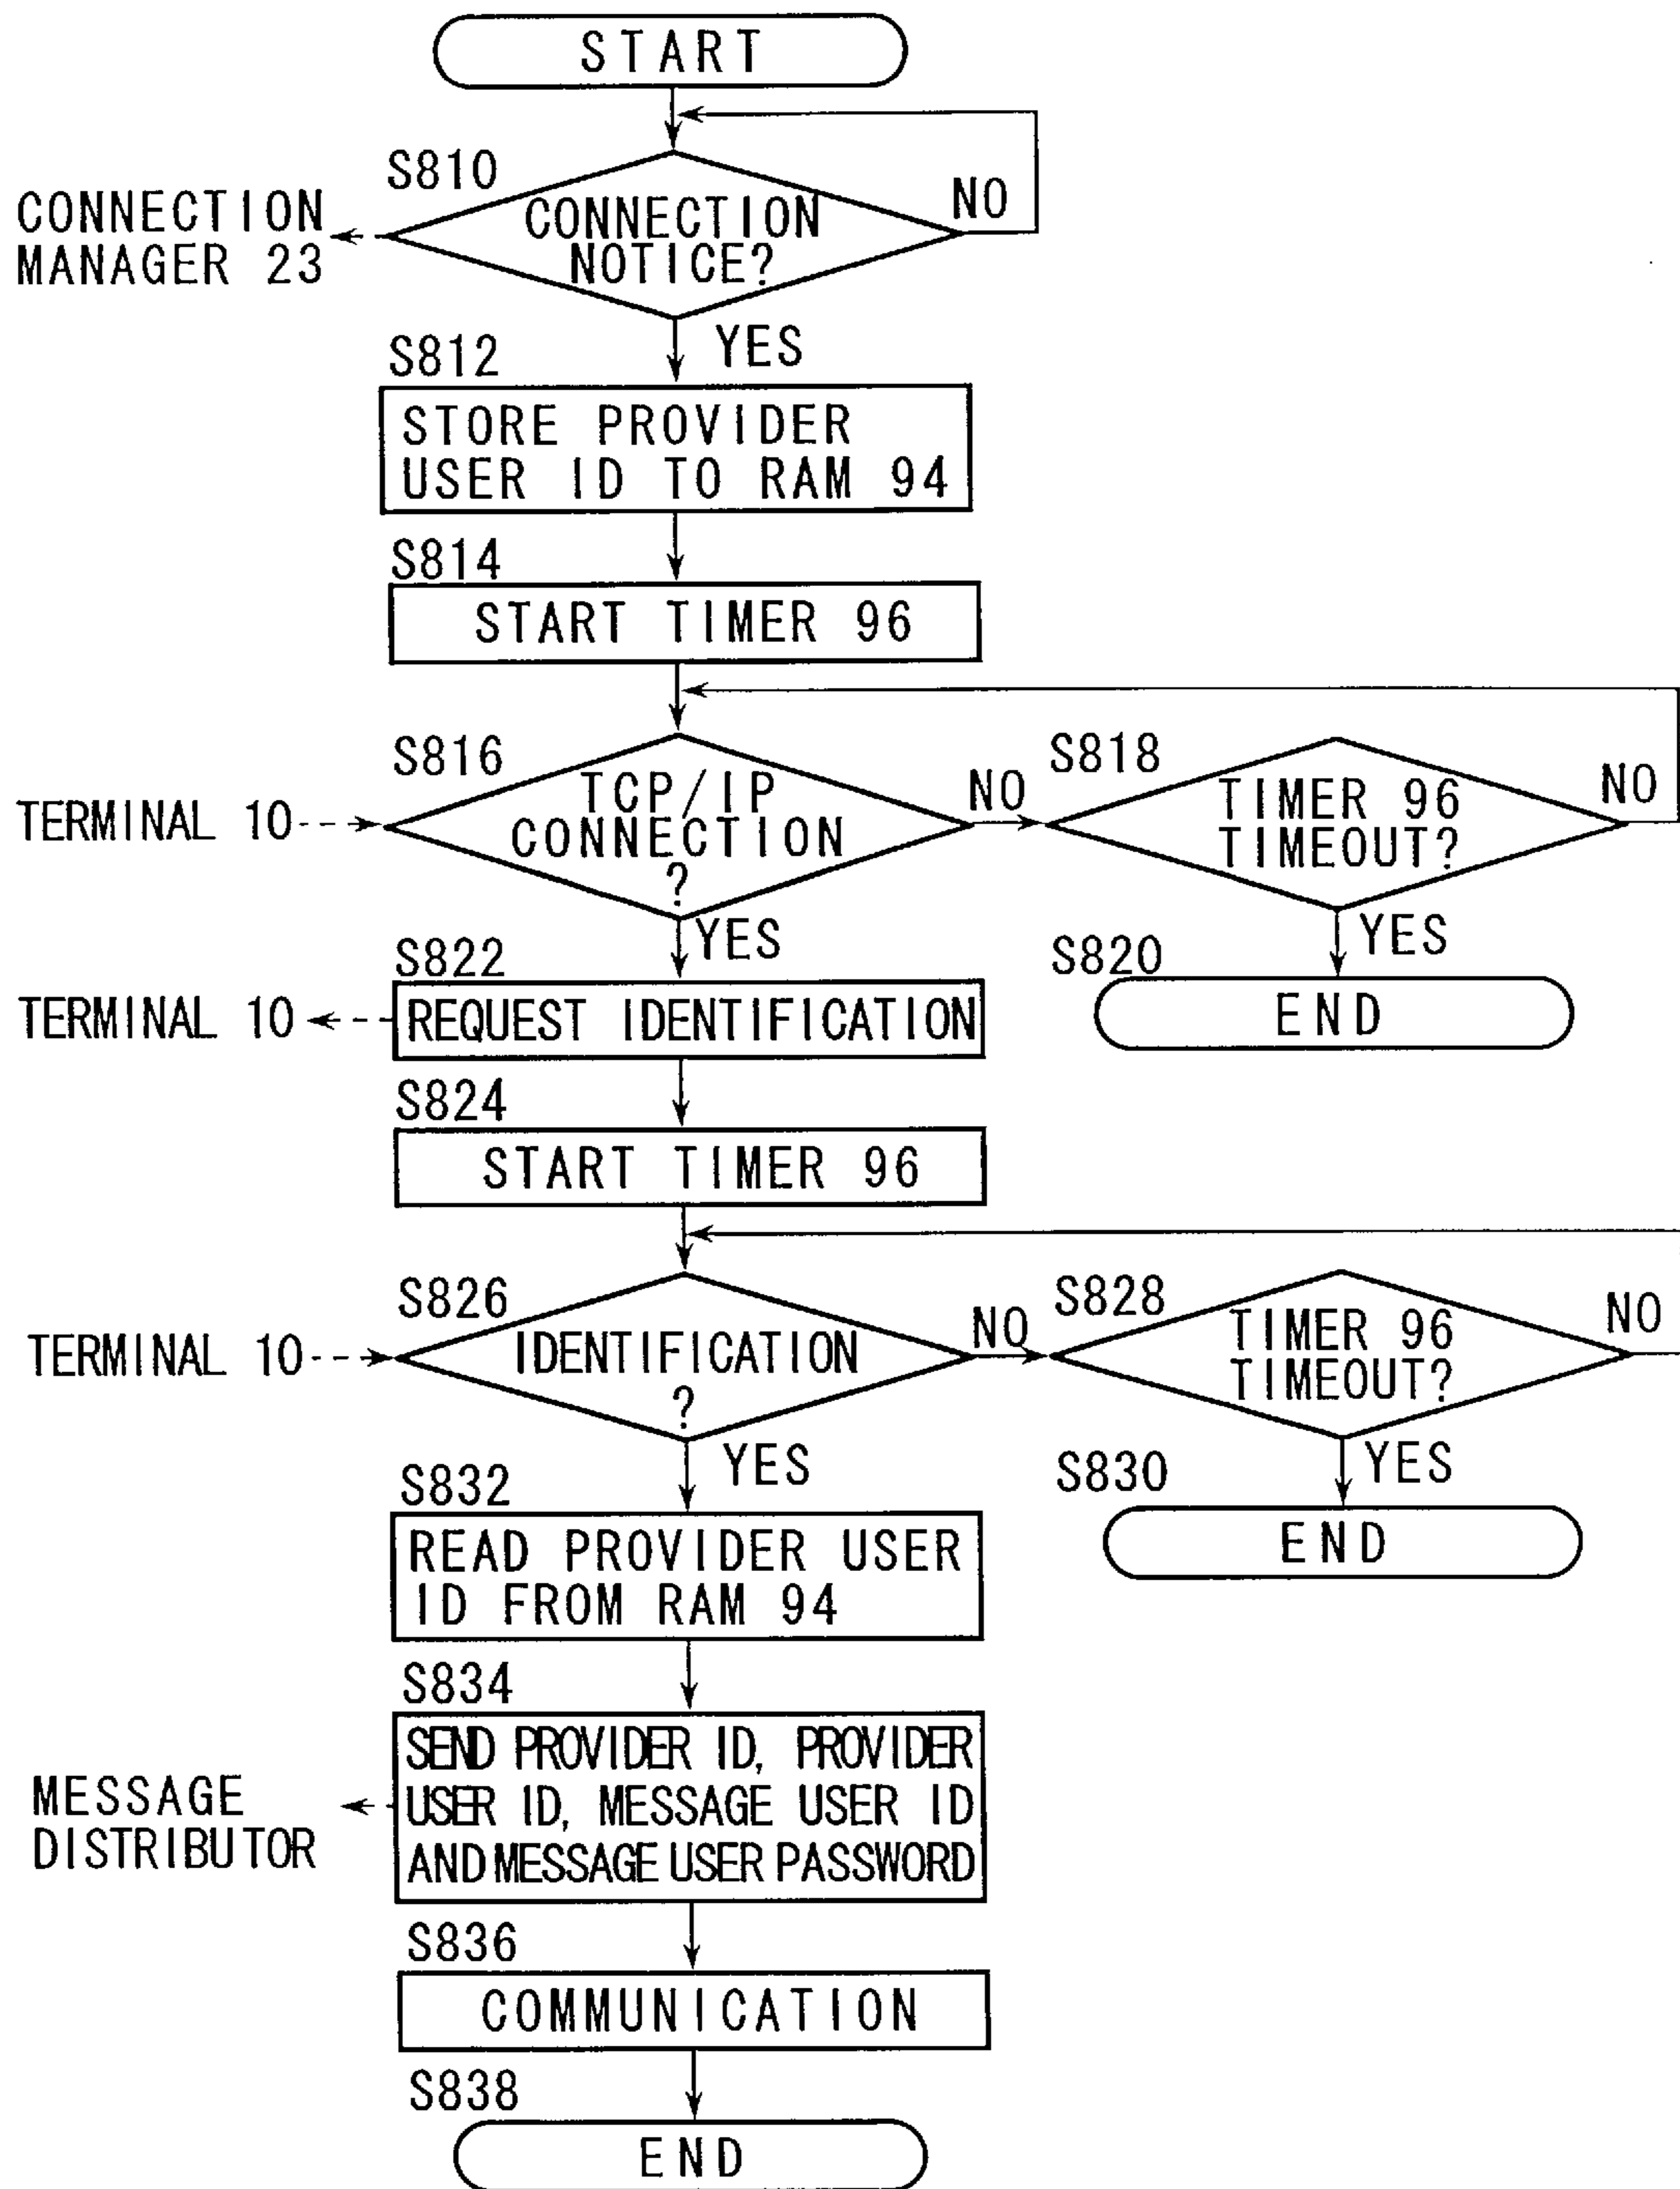 START
S810
CONNECTION
MANAGER 23
CONNECTION
NOTICE?
NO
YES
S812
STORE PROVIDER
USER ID TO RAM 94
S814
START TIMER 96
S816
TERMINAL 10
TCP/IP
CONNECTION
?
NO
S818
TIMER 96
TIMEOUT?
NO
YES
YES
S820
END
S822
TERMINAL 10
REQUEST IDENTIFICATION
S824
START TIMER 96
S826
TERMINAL 10
IDENTIFICATION
?
NO
S828
TIMER 96
TIMEOUT?
NO
YES
YES
S830
END
S832
READ PROVIDER USER
ID FROM RAM 94
S834
MESSAGE
DISTRIBUTOR
SEND PROVIDER ID, PROVIDER
USER ID, MESSAGE USER ID
AND MESSAGE USER PASSWORD
S836
COMMUNICATION
S838
END